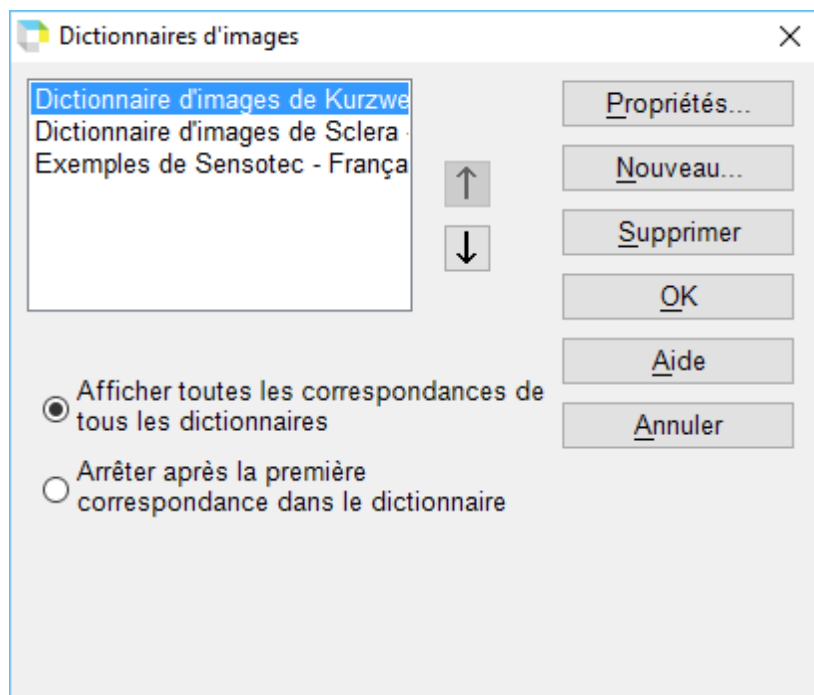 Dictionnaires d'images
Dictionnaire d'images de Kurzwe
Dictionnaire d'images de Sclera -
Exemples de Sensotec - França
Propriétés...
Nouveau...
Supprimer
OK
Aide
Annuler
Afficher toutes les correspondances de
tous les dictionnaires
Arrêter après la première
correspondance dans le dictionnaire